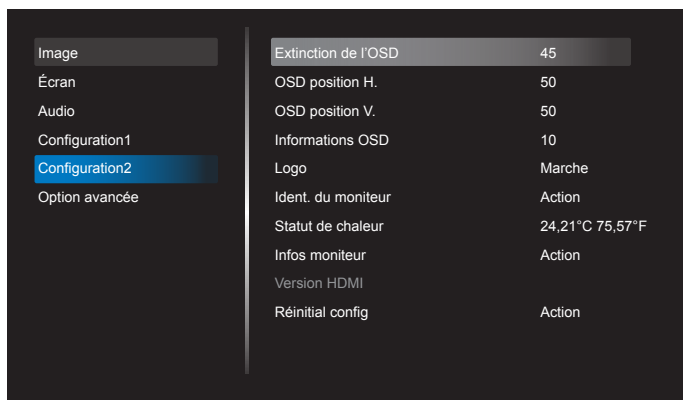 Image
Écran
Audio
Configuration1
Configuration2
Option avancée
Extinction de l'OSD 45
OSD position H. 50
OSD position V. 50
Informations OSD 10
Logo Marche
Ident. du moniteur Action
Statut de chaleur 24,21°C 75,57°F
Infos moniteur Action
Version HDMI
Réinitial config Action